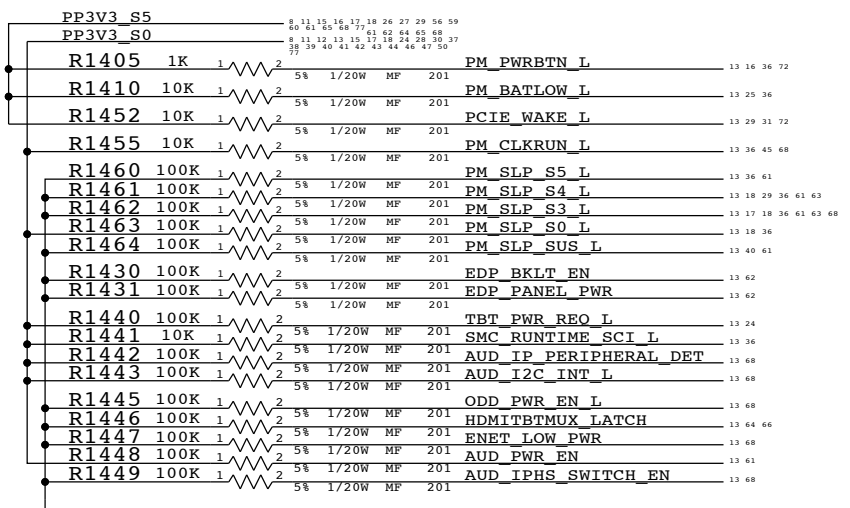 PP3V3_S5 8 11 15 16 17 18 26 27 29 56 59
60 61 65 68 77
PP3V3_S0 61 62 64 65 68
8 11 12 13 15 17 18 24 28 30 37
38 39 40 41 42 43 44 46 47 50
77
R1405 1K 1 2 PM_PWRBTN_L 13 16 36 72
5% 1/20W MF 201
R1410 10K 1 2 PM_BATLOW_L 13 25 36
5% 1/20W MF 201
R1452 10K 1 2 PCIE_WAKE_L 13 29 31 72
5% 1/20W MF 201
R1455 10K 1 2 PM_CLKRUN_L 13 36 45 68
5% 1/20W MF 201
R1460 100K 1 2 PM_SLP_S5_L 13 36 61
5% 1/20W MF 201
R1461 100K 1 2 PM_SLP_S4_L 13 18 29 36 61 63
5% 1/20W MF 201
R1462 100K 1 2 PM_SLP_S3_L 13 17 18 36 61 63 68
5% 1/20W MF 201
R1463 100K 1 2 PM_SLP_S0_L 13 18 36
5% 1/20W MF 201
R1464 100K 1 2 PM_SLP_SUS_L 13 40 61
5% 1/20W MF 201
R1430 100K 1 2 EDP_BKLT_EN 13 62
5% 1/20W MF 201
R1431 100K 1 2 EDP_PANEL_PWR 13 62
5% 1/20W MF 201
R1440 100K 1 2 TBT_PWR_REQ_L 13 24
5% 1/20W MF 201
R1441 10K 1 2 SMC_RUNTIME_SCI_L 13 36
5% 1/20W MF 201
R1442 100K 1 2 AUD_IP_PERIPHERAL_DET 13 68
5% 1/20W MF 201
R1443 100K 1 2 AUD_I2C_INT_L 13 68
5% 1/20W MF 201
R1445 100K 1 2 ODD_PWR_EN_L 13 68
5% 1/20W MF 201
R1446 100K 1 2 HDMITBTMUX_LATCH 13 64 66
5% 1/20W MF 201
R1447 100K 1 2 ENET_LOW_PWR 13 68
5% 1/20W MF 201
R1448 100K 1 2 AUD_PWR_EN 13 61
5% 1/20W MF 201
R1449 100K 1 2 AUD_IPHS_SWITCH_EN 13 68
5% 1/20W MF 201